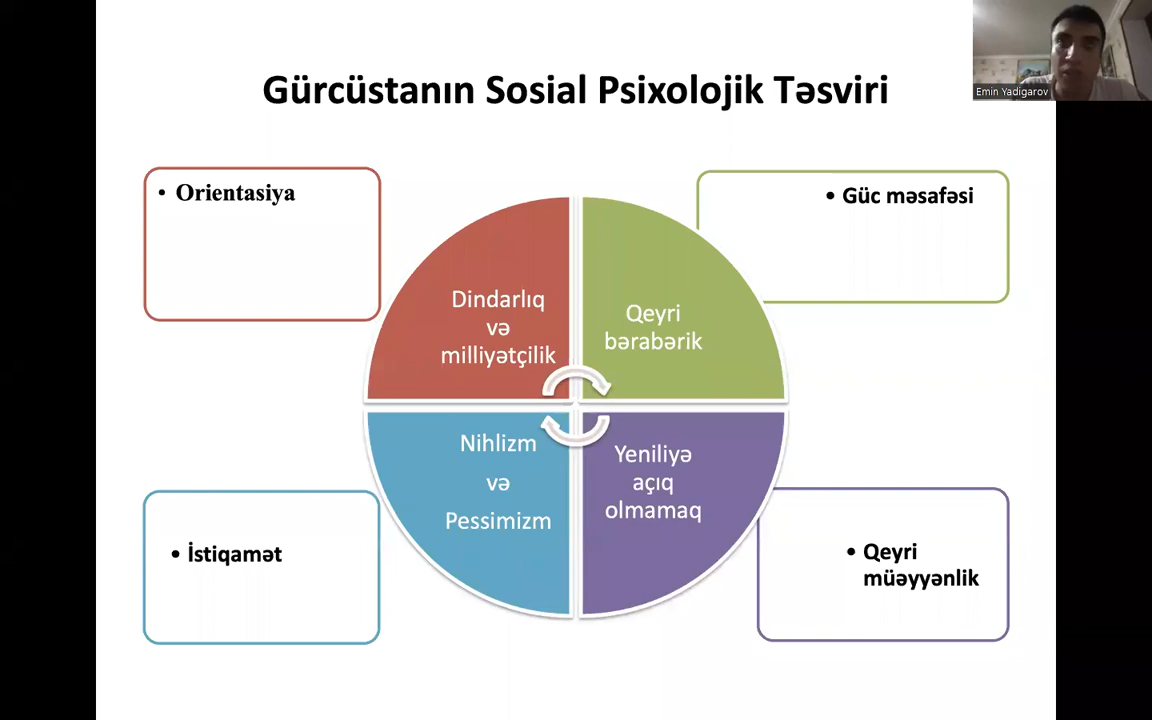 Gürcüstanın Sosial Psixolojik Təsviri
Emin Yadigarov
• Orientasiya
• Güc məsafəsi
Dindarlıq
və
milliyətçilik
Qeyri
bərabərik
Nihlizm
və
Pessimizm
Yeniliyə
açıq
olmamaq
• İstiqamət
• Qeyri
müəyyənlik